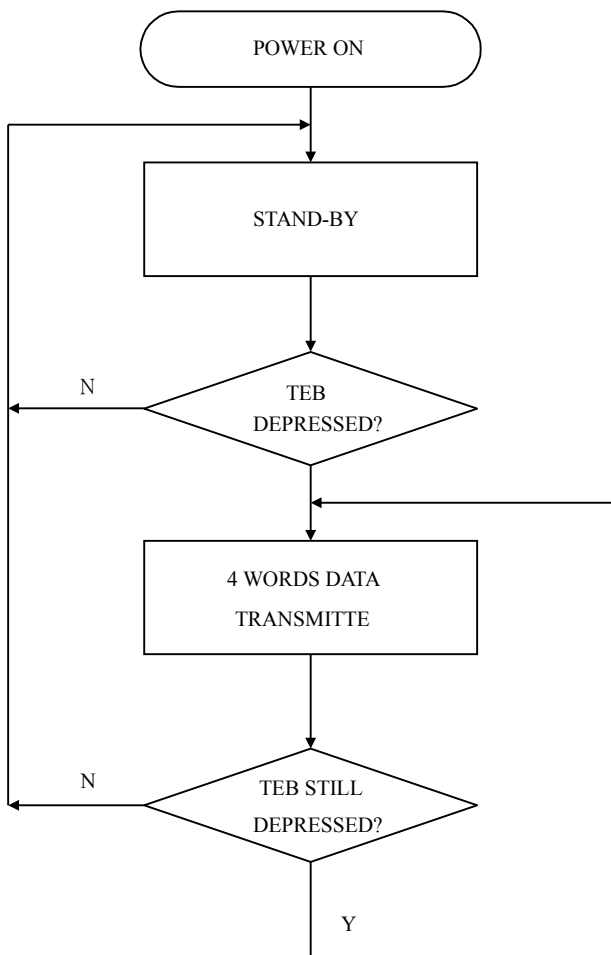 POWER ON
STAND-BY
N
TEB
DEPRESSED?
4 WORDS DATA
TRANSMITTE
N
TEB STILL
DEPRESSED?
Y